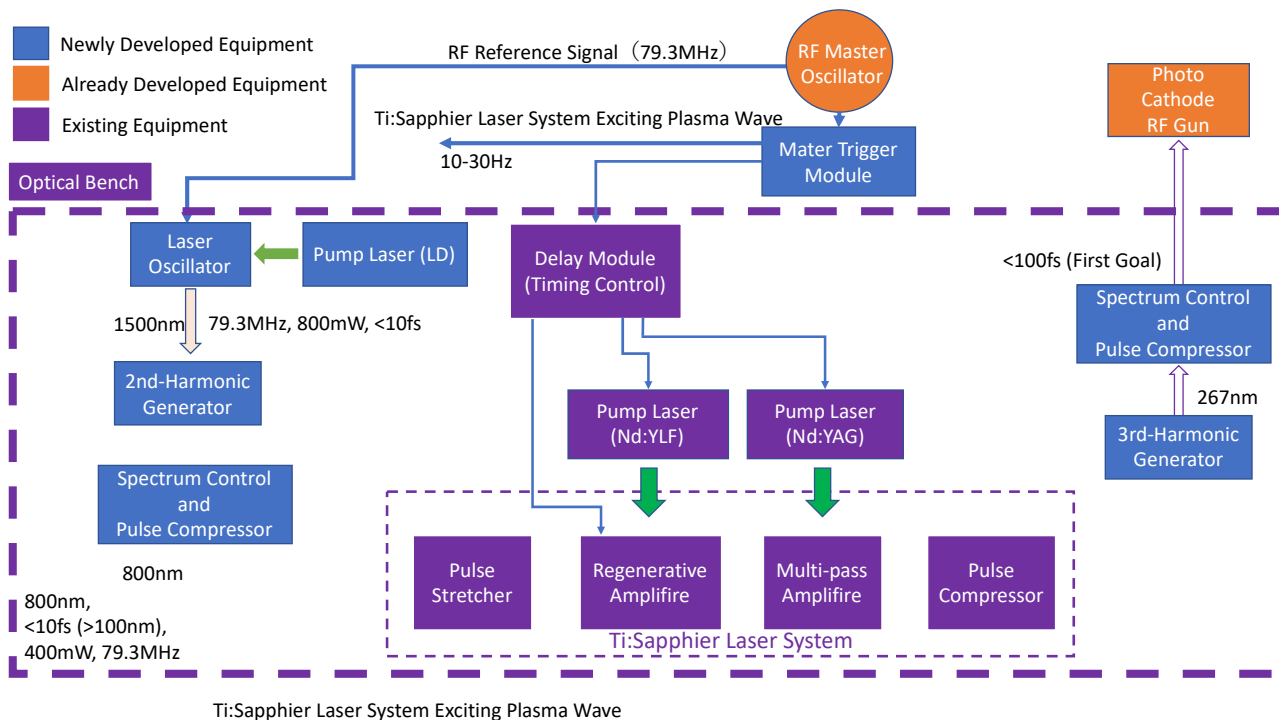 Newly Developed Equipment
Already Developed Equipment
Existing Equipment
RF Reference Signal（79.3MHz）
RF Master
Oscillator
Photo
Cathode
RF Gun
Ti:Sapphier Laser System Exciting Plasma Wave
10-30Hz
Mater Trigger
Module
Optical Bench
Laser
Oscillator
Pump Laser (LD)
Delay Module
(Timing Control)
<100fs (First Goal)
Spectrum Control
and
Pulse Compressor
1500nm
79.3MHz, 800mW, <10fs
2nd-Harmonic
Generator
Pump Laser
(Nd:YLF)
Pump Laser
(Nd:YAG)
267nm
3rd-Harmonic
Generator
Spectrum Control
and
Pulse Compressor
Pulse
Stretcher
Regenerative
Amplifire
Multi-pass
Amplifire
Pulse
Compressor
800nm
800nm,
<10fs (>100nm),
400mW, 79.3MHz
Ti:Sapphier Laser System
Ti:Sapphier Laser System Exciting Plasma Wave